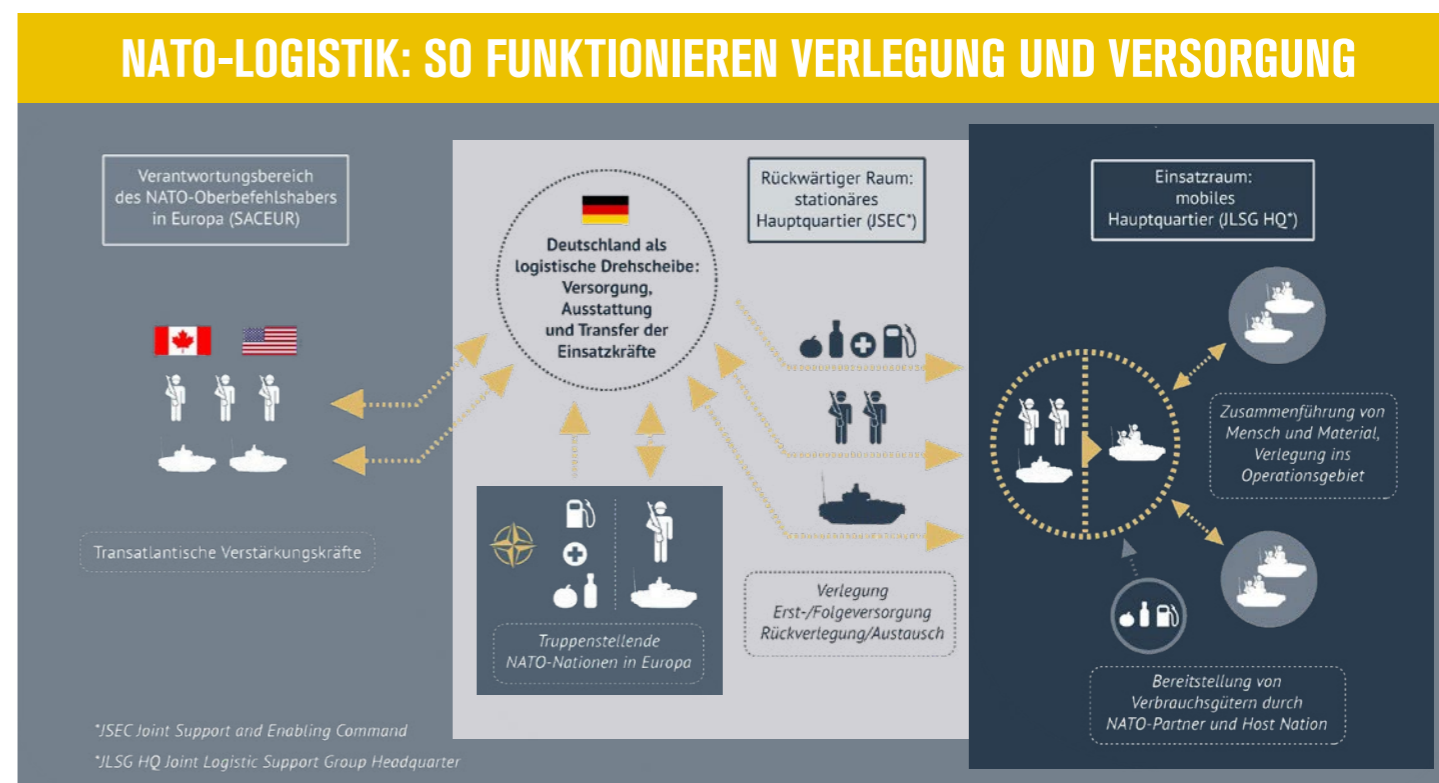 NATO-LOGISTIK: SO FUNKTIONIEREN VERLEGUNG UND VERSORGUNG
Verantwortungsbereich
des NATO-Oberbefehlshabers
in Europa (SACEUR)
Transatlantische Verstärkungskräfte
Deutschland als
logistische Drehscheibe:
Versorgung,
Ausstattung
und Transfer der
Einsatzkräfte
Truppenstellende
NATO-Nationen in Europa
Rückwärtiger Raum:
stationäres
Hauptquartier (JSEC*)
Verlegung
Erst-/Folgeversorgung
Rückverlegung/Austausch
Einsatzraum:
mobiles
Hauptquartier (JLSG HQ*)
Zusammenführung von
Mensch und Material,
Verlegung ins
Operationsgebiet
Bereitstellung von
Verbrauchsgütern durch
NATO-Partner und Host Nation
*JSEC Joint Support and Enabling Command
*JLSG HQ Joint Logistic Support Group Headquarter